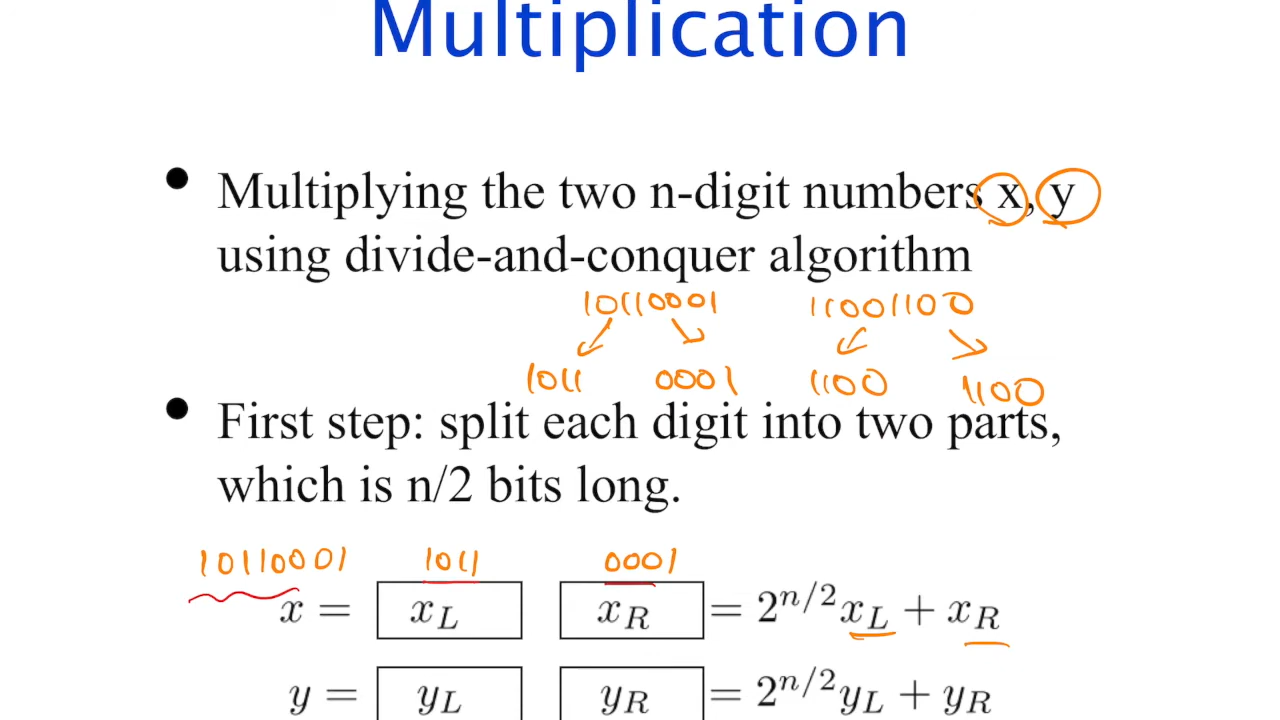 Multiplication
• Multiplying the two n-digit numbers x, y
using divide-and-conquer algorithm
10110001 11001100
1011 0001 1100 1100
• First step: split each digit into two parts,
which is n/2 bits long.
10110001 1011 0001
x = x_L x_R = 2^{n/2}x_L + x_R
y = y_L y_R = 2^{n/2}y_L + y_R